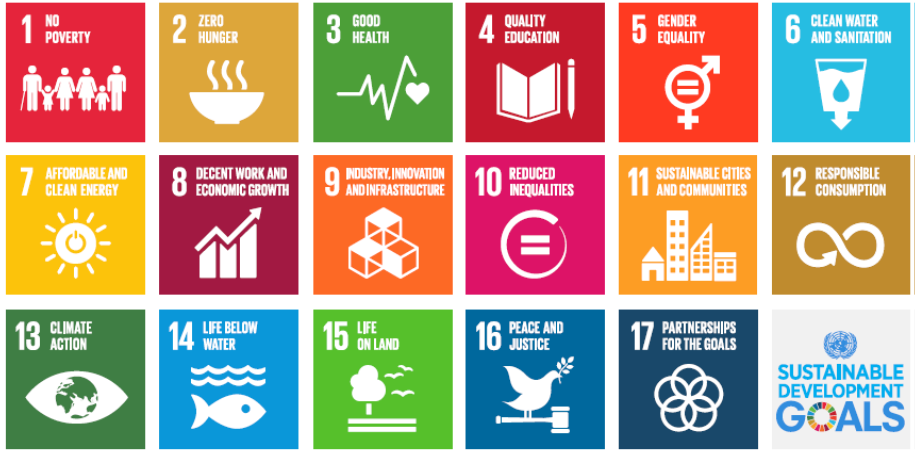 1 NO
POVERTY
2 ZERO
HUNGER
3 GOOD
HEALTH
4 QUALITY
EDUCATION
5 GENDER
EQUALITY
6 CLEAN WATER
AND SANITATION
7 AFFORDABLE AND
CLEAN ENERGY
8 DECENT WORK AND
ECONOMIC GROWTH
9 INDUSTRY, INNOVATION
AND INFRASTRUCTURE
10 REDUCED
INEQUALITIES
11 SUSTAINABLE CITIES
AND COMMUNITIES
12 RESPONSIBLE
CONSUMPTION
13 CLIMATE
ACTION
14 LIFE BELOW
WATER
15 LIFE
ON LAND
16 PEACE AND
JUSTICE
17 PARTNERSHIPS
FOR THE GOALS
SUSTAINABLE
DEVELOPMENT
GOALS